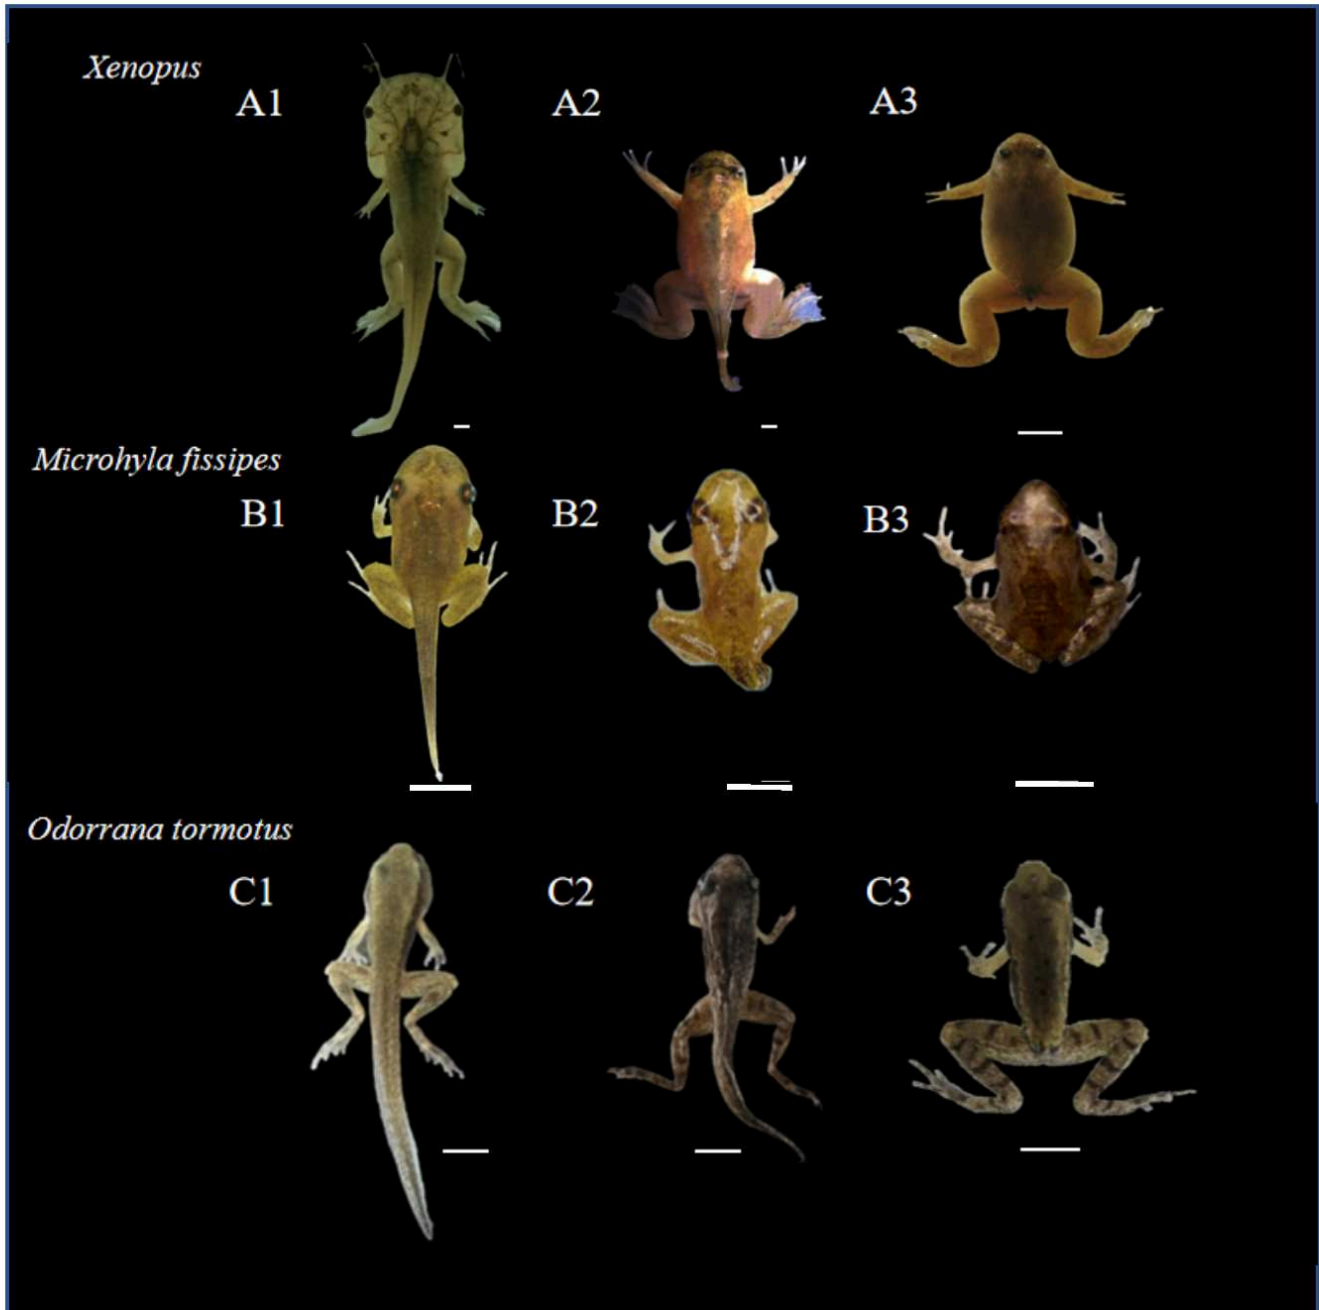 Xenopus
A1
A2
A3
Microhyla fissipes
B1
B2
B3
Odorrana tormotus
C1
C2
C3